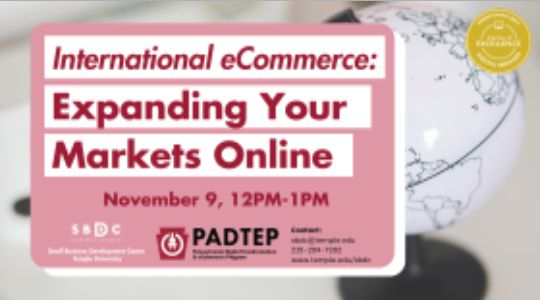 International eCommerce:
Expanding Your
Markets Online
November 9, 12PM-1PM
SBDC
Small Business Development Center
Temple University
PADTEP
Contact:
sbdc@temple.edu
www.temple.edu/sbdc
EXCELLENCE